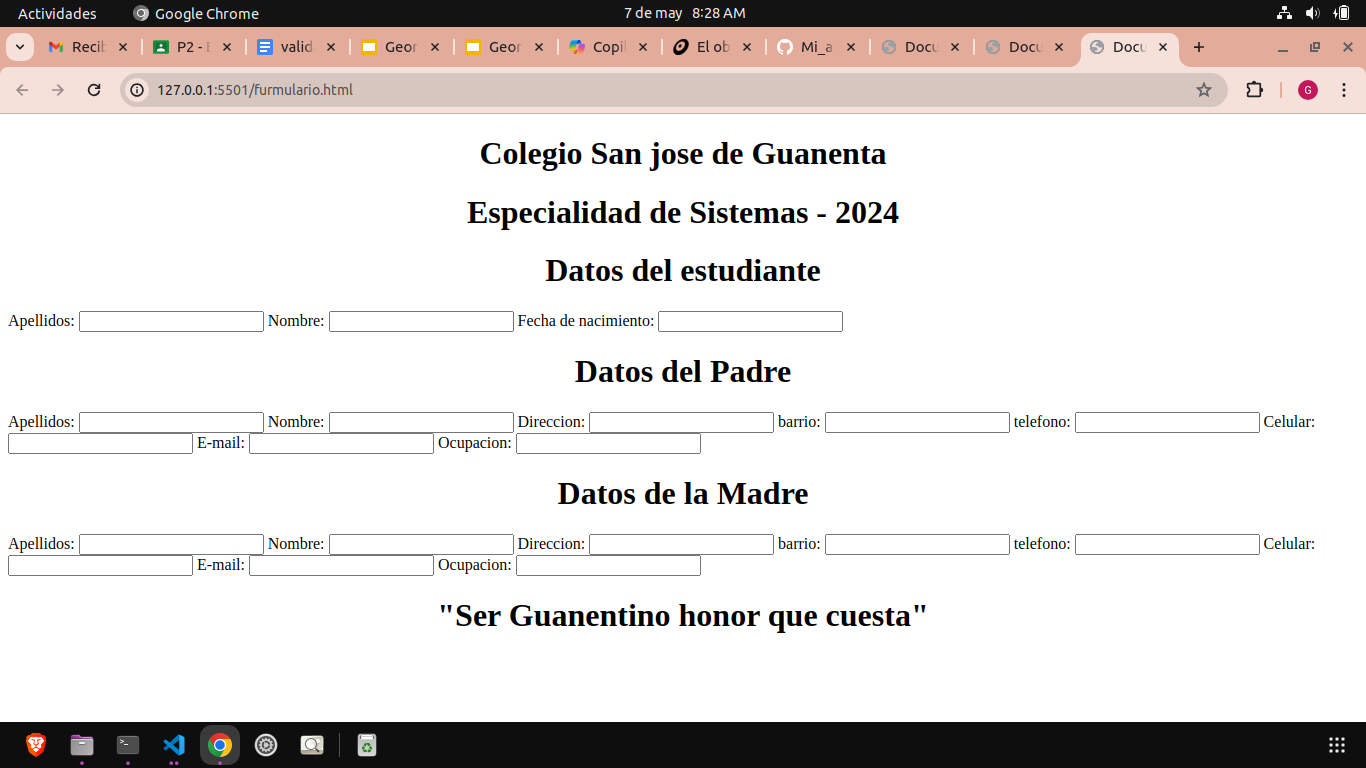 Actividades Google Chrome 7 de may 8:28 AM
Recib P2 - E valid Geor Geor Copil El ob Mi_a Docu Docu Docu
127.0.0.1:5501/furmulario.html G
Colegio San jose de Guanenta
Especialidad de Sistemas - 2024
Datos del estudiante
Apellidos: Nombre: Fecha de nacimiento:
Datos del Padre
Apellidos: Nombre: Direccion: barrio: telefono: Celular:
E-mail: Ocupacion:
Datos de la Madre
Apellidos: Nombre: Direccion: barrio: telefono: Celular:
E-mail: Ocupacion:
"Ser Guanentino honor que cuesta"